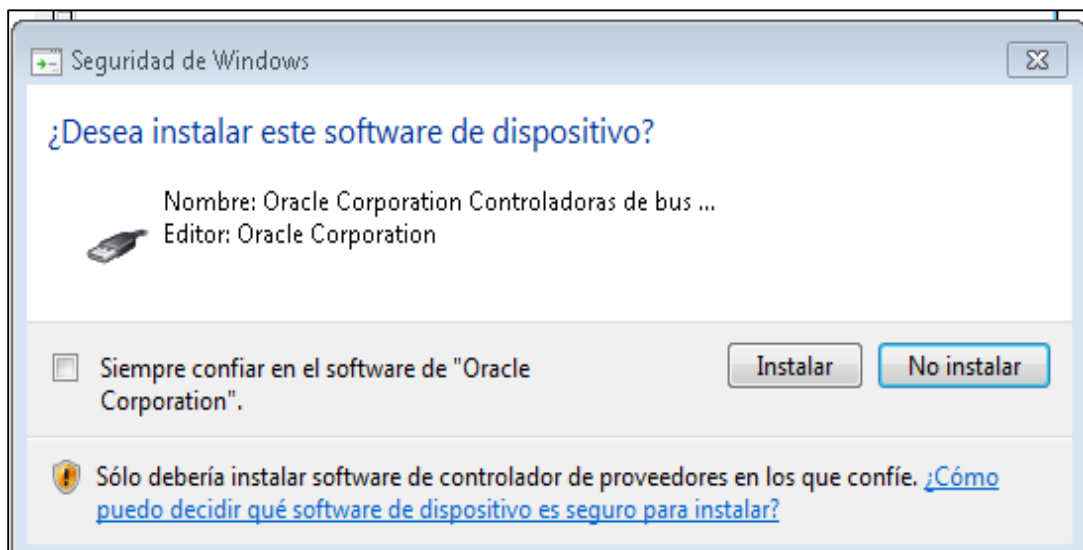 Seguridad de Windows
¿Desea instalar este software de dispositivo?
Nombre: Oracle Corporation Controladoras de bus ...
Editor: Oracle Corporation
Siempre confiar en el software de "Oracle
Corporation".
Instalar
No instalar
Sólo debería instalar software de controlador de proveedores en los que confíe. ¿Cómo
puedo decidir qué software de dispositivo es seguro para instalar?